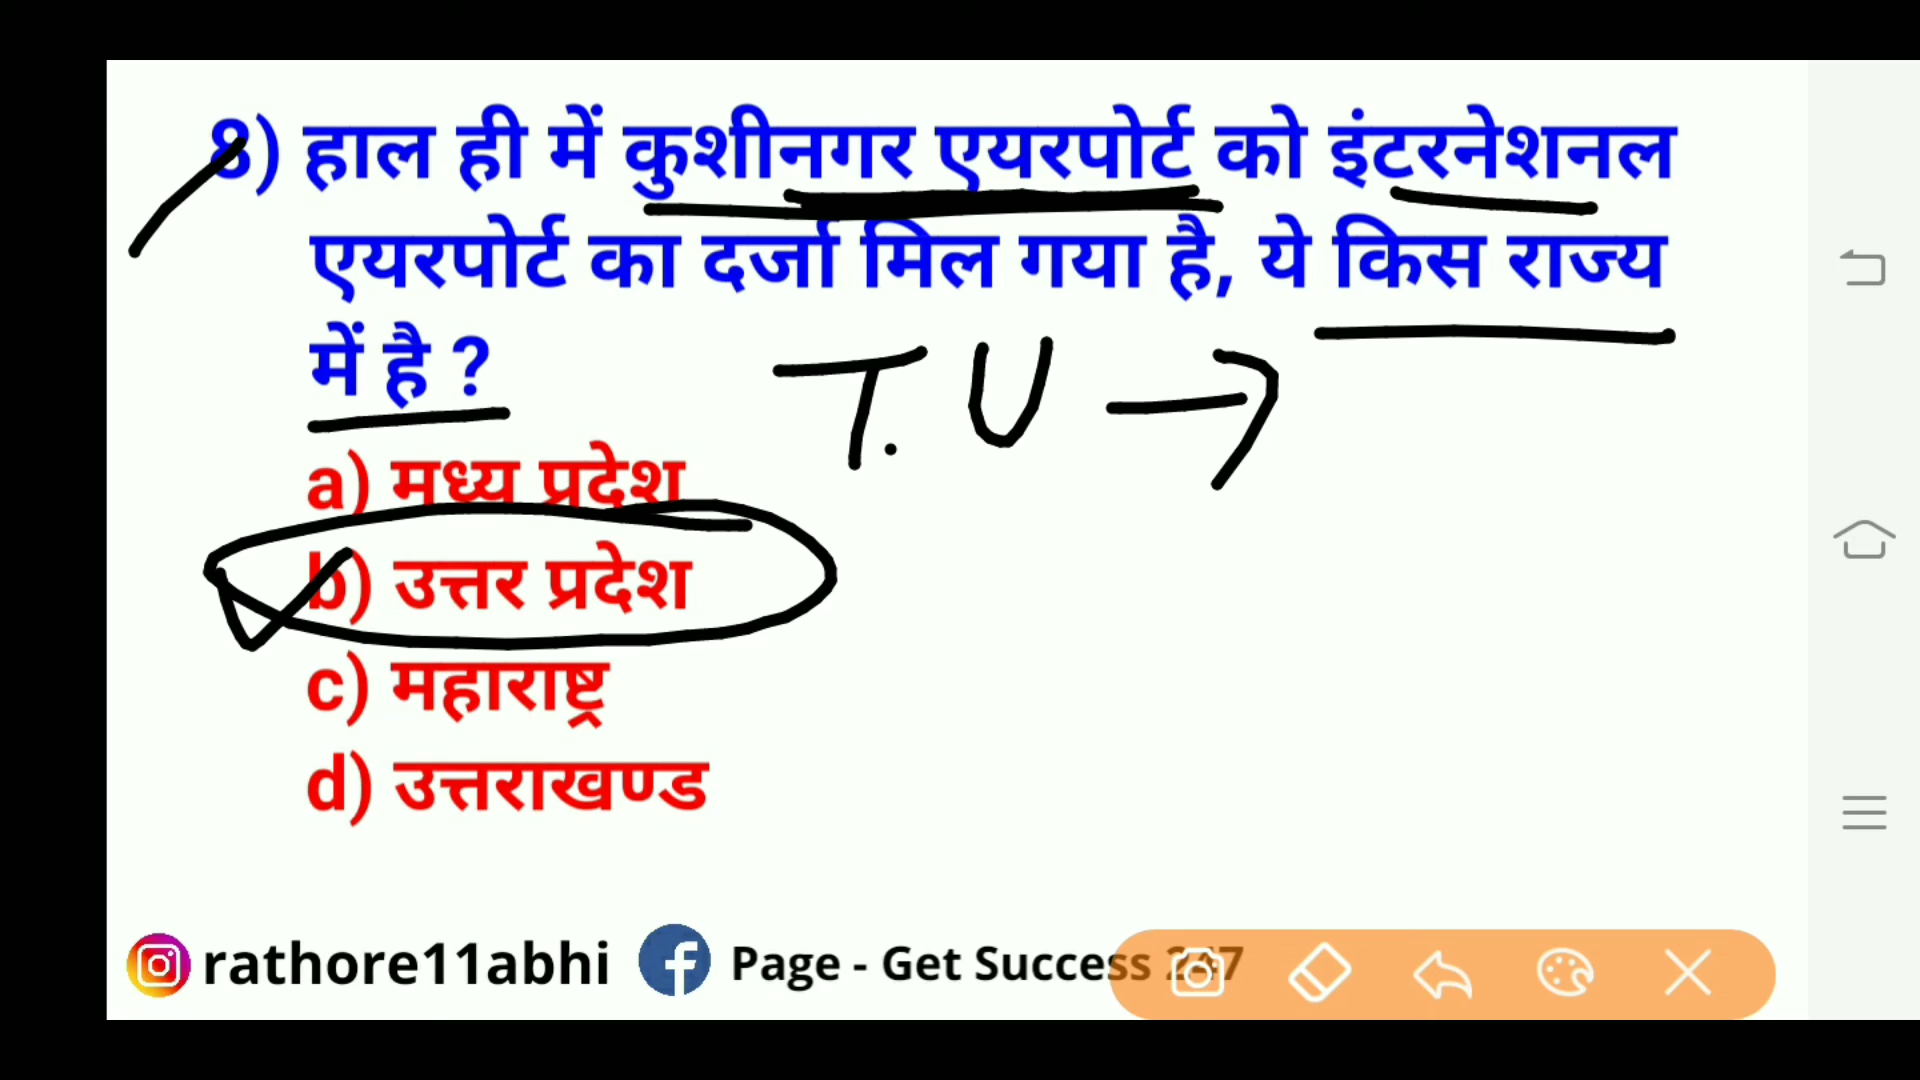 8) हाल ही में कुशीनगर एयरपोर्ट को इंटरनेशनल
एयरपोर्ट का दर्जा मिल गया है, ये किस राज्य
में है ?
T.U →
a) मध्य प्रदेश
b) उत्तर प्रदेश
c) महाराष्ट्र
d) उत्तराखण्ड
rathore11abhi Page - Get Success 247